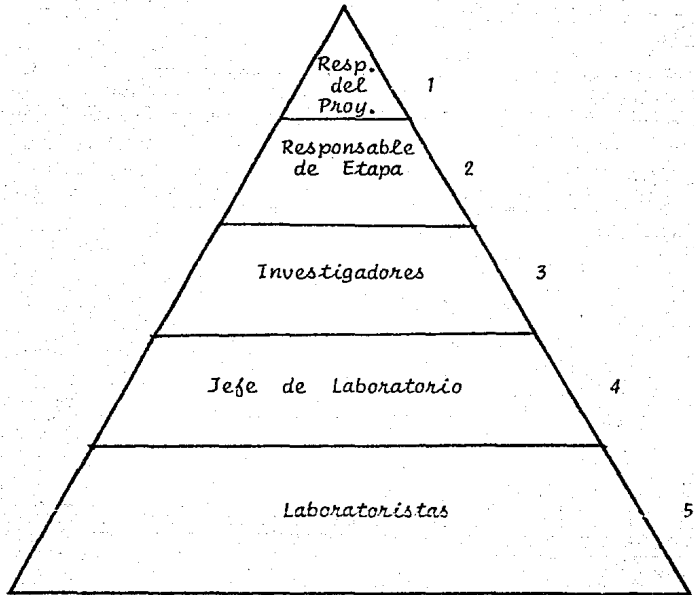 Resp.
del
Proy.
1
Responsable
de Etapa
2
Investigadores
3
Jefe de Laboratorio
4
Laboratoristas
5